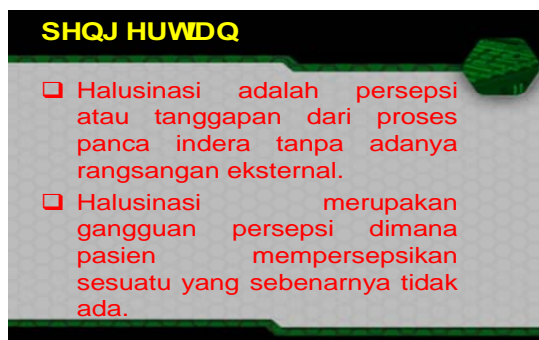 SHQJ HUWDQ
Halusinasi adalah persepsi
atau tanggapan dari proses
panca indera tanpa adanya
rangsangan eksternal.
Halusinasi merupakan
gangguan persepsi dimana
pasien mempersepsikan
sesuatu yang sebenarnya tidak
ada.